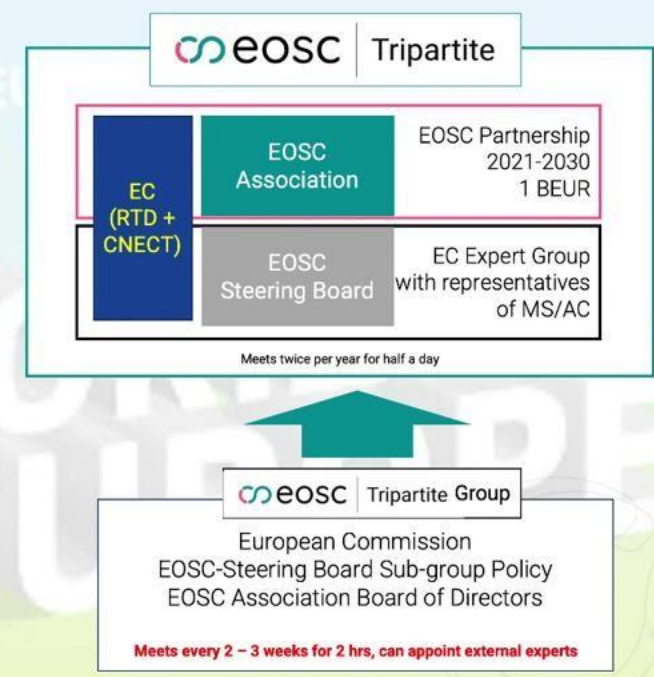 eosc Tripartite
EC
(RTD +
CNECT)
EOSC
Association
EOSC Partnership
2021-2030
1 BEUR
EOSC
Steering Board
EC Expert Group
with representatives
of MS/AC
Meets twice per year for half a day
eosc Tripartite Group
European Commission
EOSC-Steering Board Sub-group Policy
EOSC Association Board of Directors
Meets every 2 – 3 weeks for 2 hrs, can appoint external experts